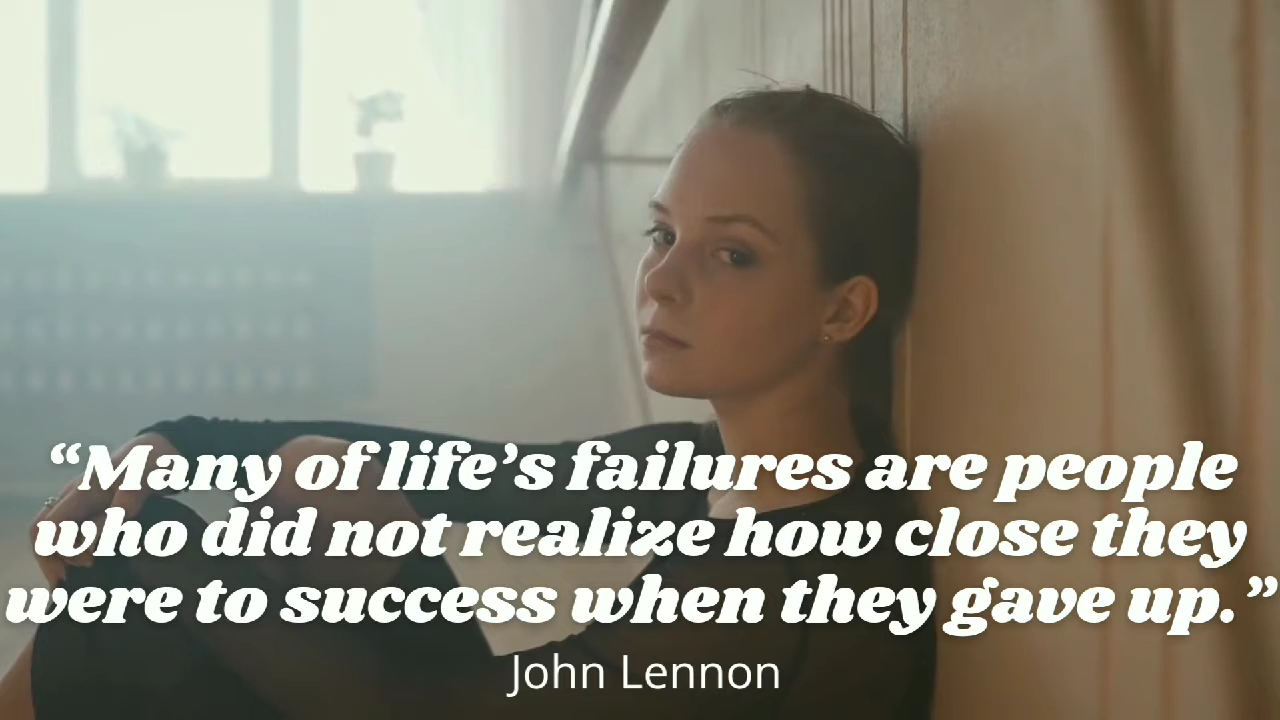 “Many of life’s failures are people
who did not realize how close they
were to success when they gave up.”
John Lennon